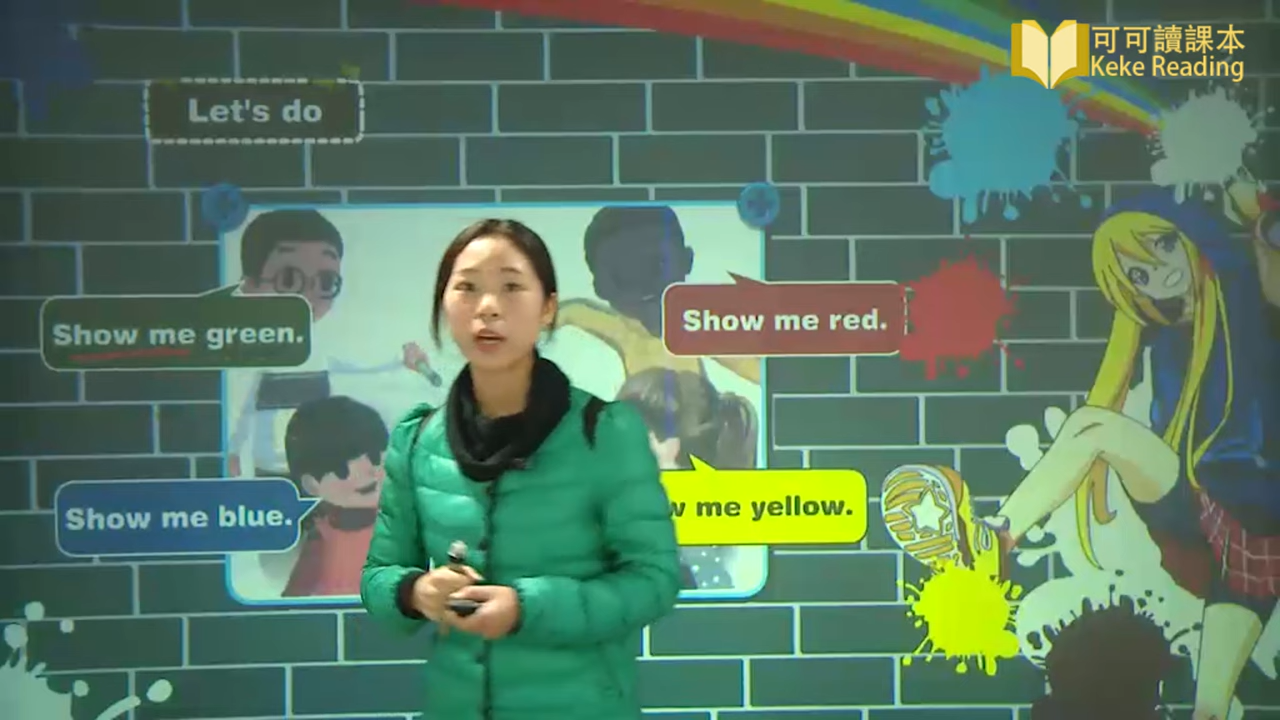 可可讀課本
Keke Reading
Let's do
Show me green.
Show me red.
Show me blue.
me yellow.